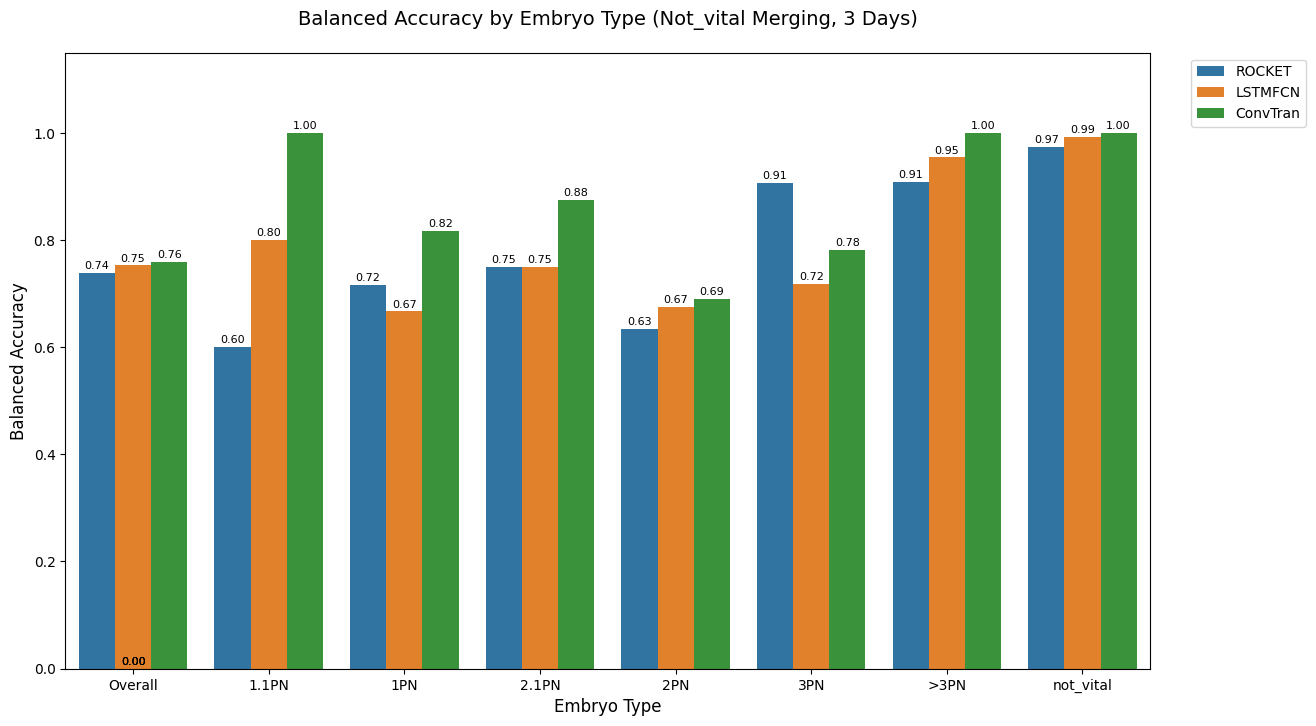 Balanced Accuracy by Embryo Type (Not_vital Merging, 3 Days)
ROCKET
LSTMFCN
ConvTran
Balanced Accuracy
1.0
0.8
0.6
0.4
0.2
0.0
0.74 0.75 0.76
0.60 0.80 1.00
0.72 0.67 0.82
0.75 0.75 0.88
0.63 0.67 0.69
0.91 0.72 0.78
0.91 0.95 1.00
0.97 0.99 1.00
0.00
Overall 1.1PN 1PN 2.1PN 2PN 3PN >3PN not_vital
Embryo Type